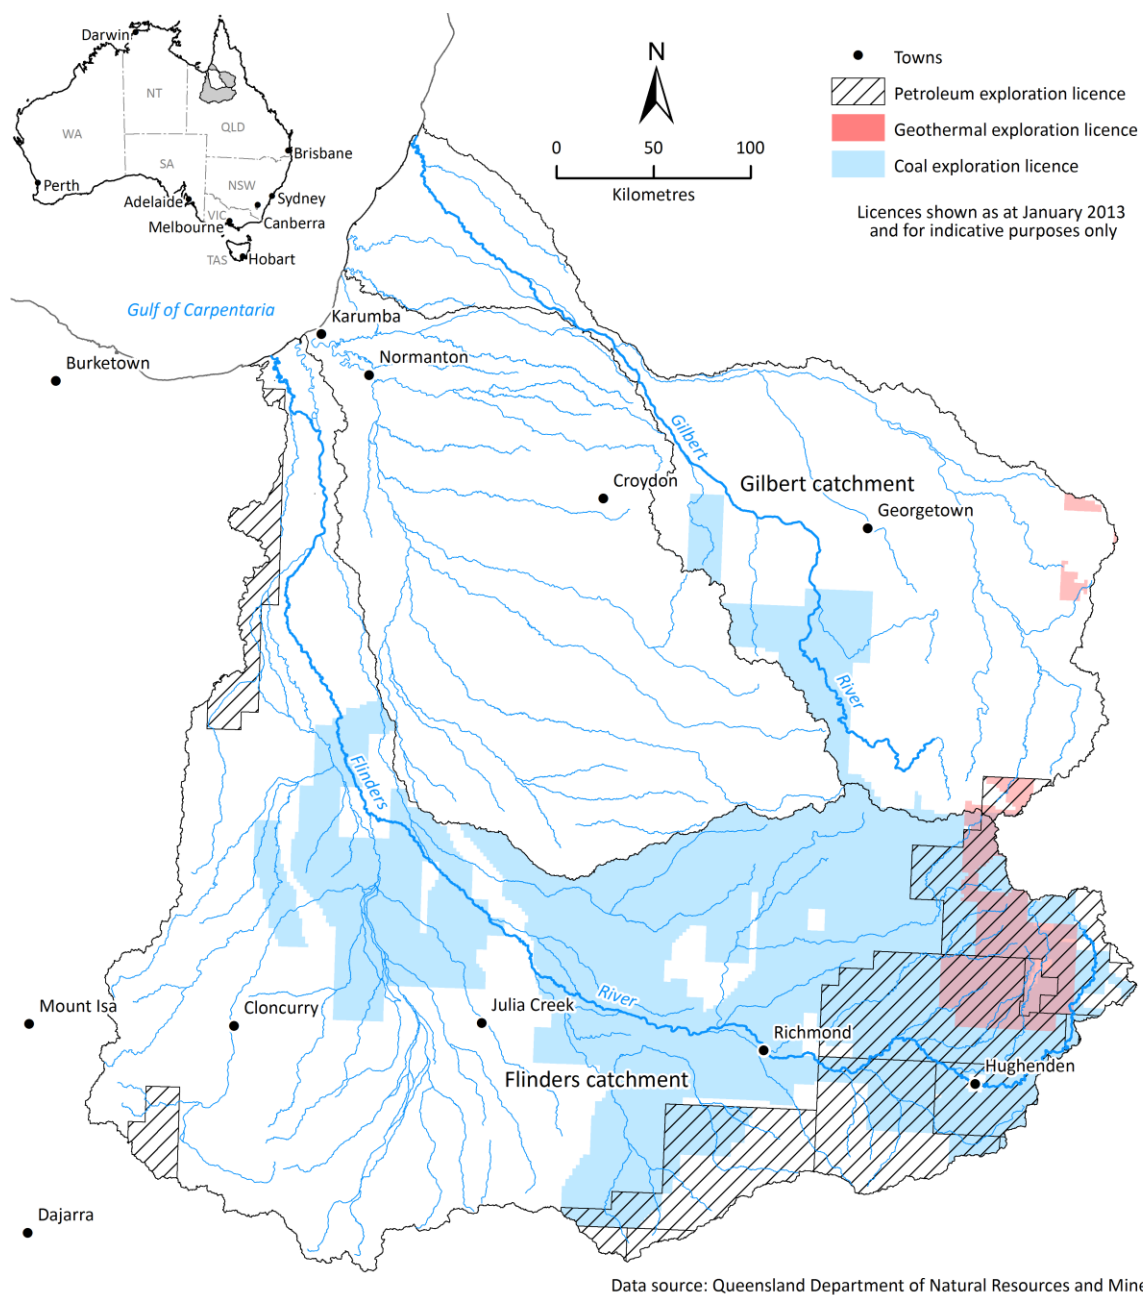 Darwin
NT
WA
QLD
SA
Brisbane
NSW
Perth
Adelaide
Sydney
VIC
Melbourne
Canberra
TAS
Hobart
N
0 50 100
Kilometres
Towns
Petroleum exploration licence
Geothermal exploration licence
Coal exploration licence
Licences shown as at January 2013
and for indicative purposes only
Gulf of Carpentaria
Karumba
Burketown
Normanton
Gilbert
Croydon
Gilbert catchment
Georgetown
River
Flinders
Mount Isa
Cloncurry
Julia Creek
River
Richmond
Hughenden
Flinders catchment
Dajarra
Data source: Queensland Department of Natural Resources and Mine